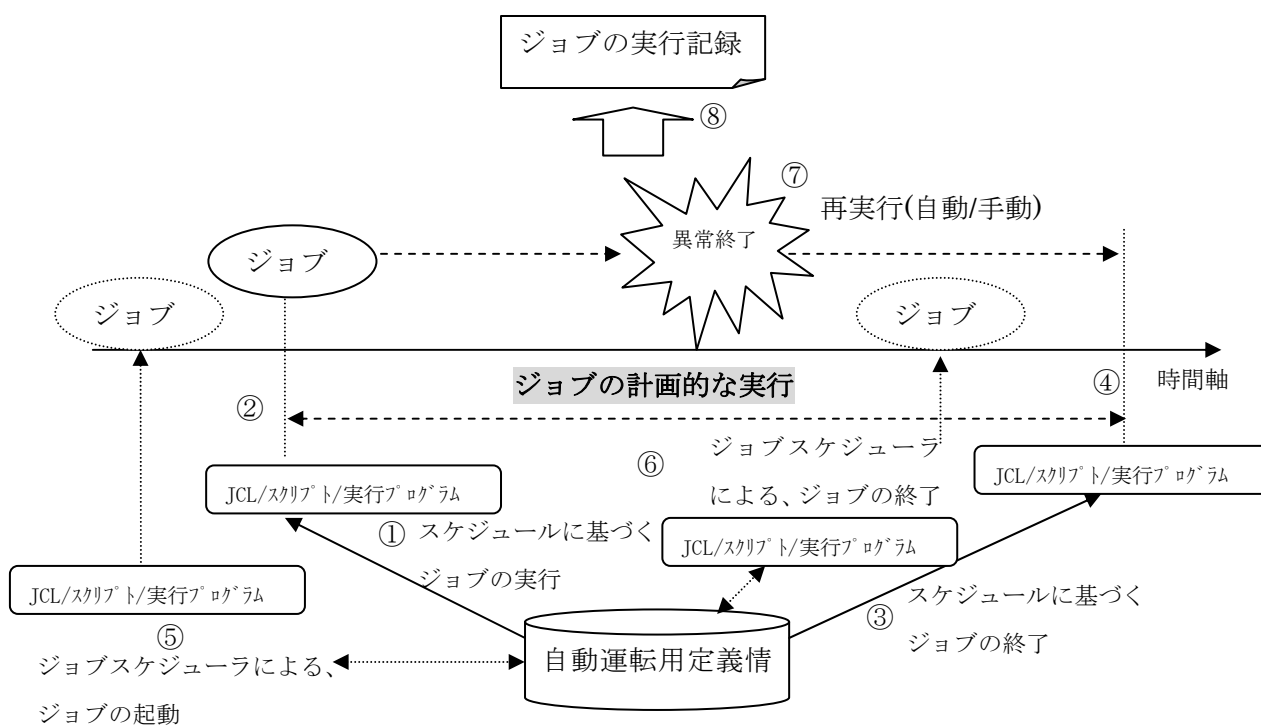 ジョブの実行記録
⑧
⑦
再実行(自動/手動)
異常終了
ジョブ
ジョブ
ジョブ
ジョブの計画的な実行
時間軸
②
④
ジョブスケジューラ
による、ジョブの終了
⑥
JCL/スクリプト/実行プログラム
JCL/スクリプト/実行プログラム
① スケジュールに基づく
ジョブの実行
JCL/スクリプト/実行プログラム
JCL/スクリプト/実行プログラム
③ スケジュールに基づく
ジョブの終了
⑤
ジョブスケジューラによる、
ジョブの起動
自動運転用定義情